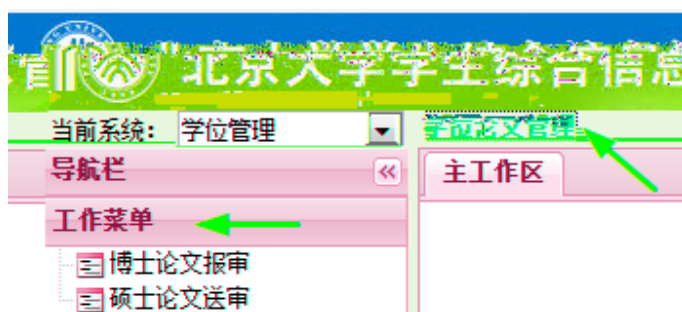 北京大学学生综合信息
当前系统: 学位管理 学位论文管理
导航栏 主工作区
工作菜单
博士论文报审
硕士论文送审